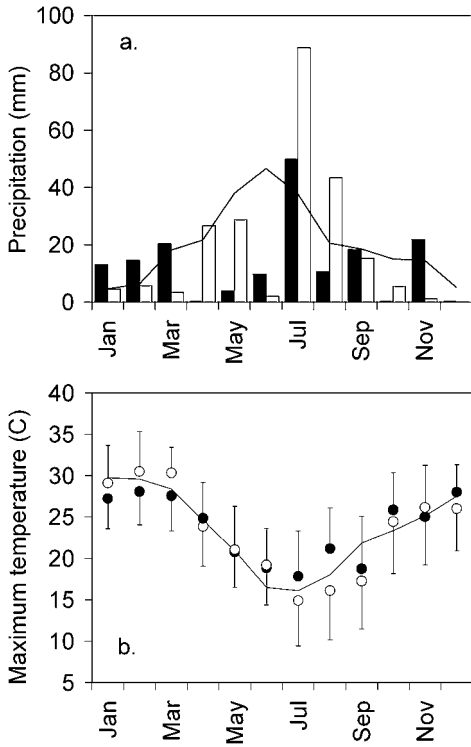 a.
Precipitation (mm)
100
80
60
40
20
0
Jan
Mar
May
Jul
Sep
Nov
b.
Maximum temperature (C)
40
35
30
25
20
15
10
5
Jan
Mar
May
Jul
Sep
Nov